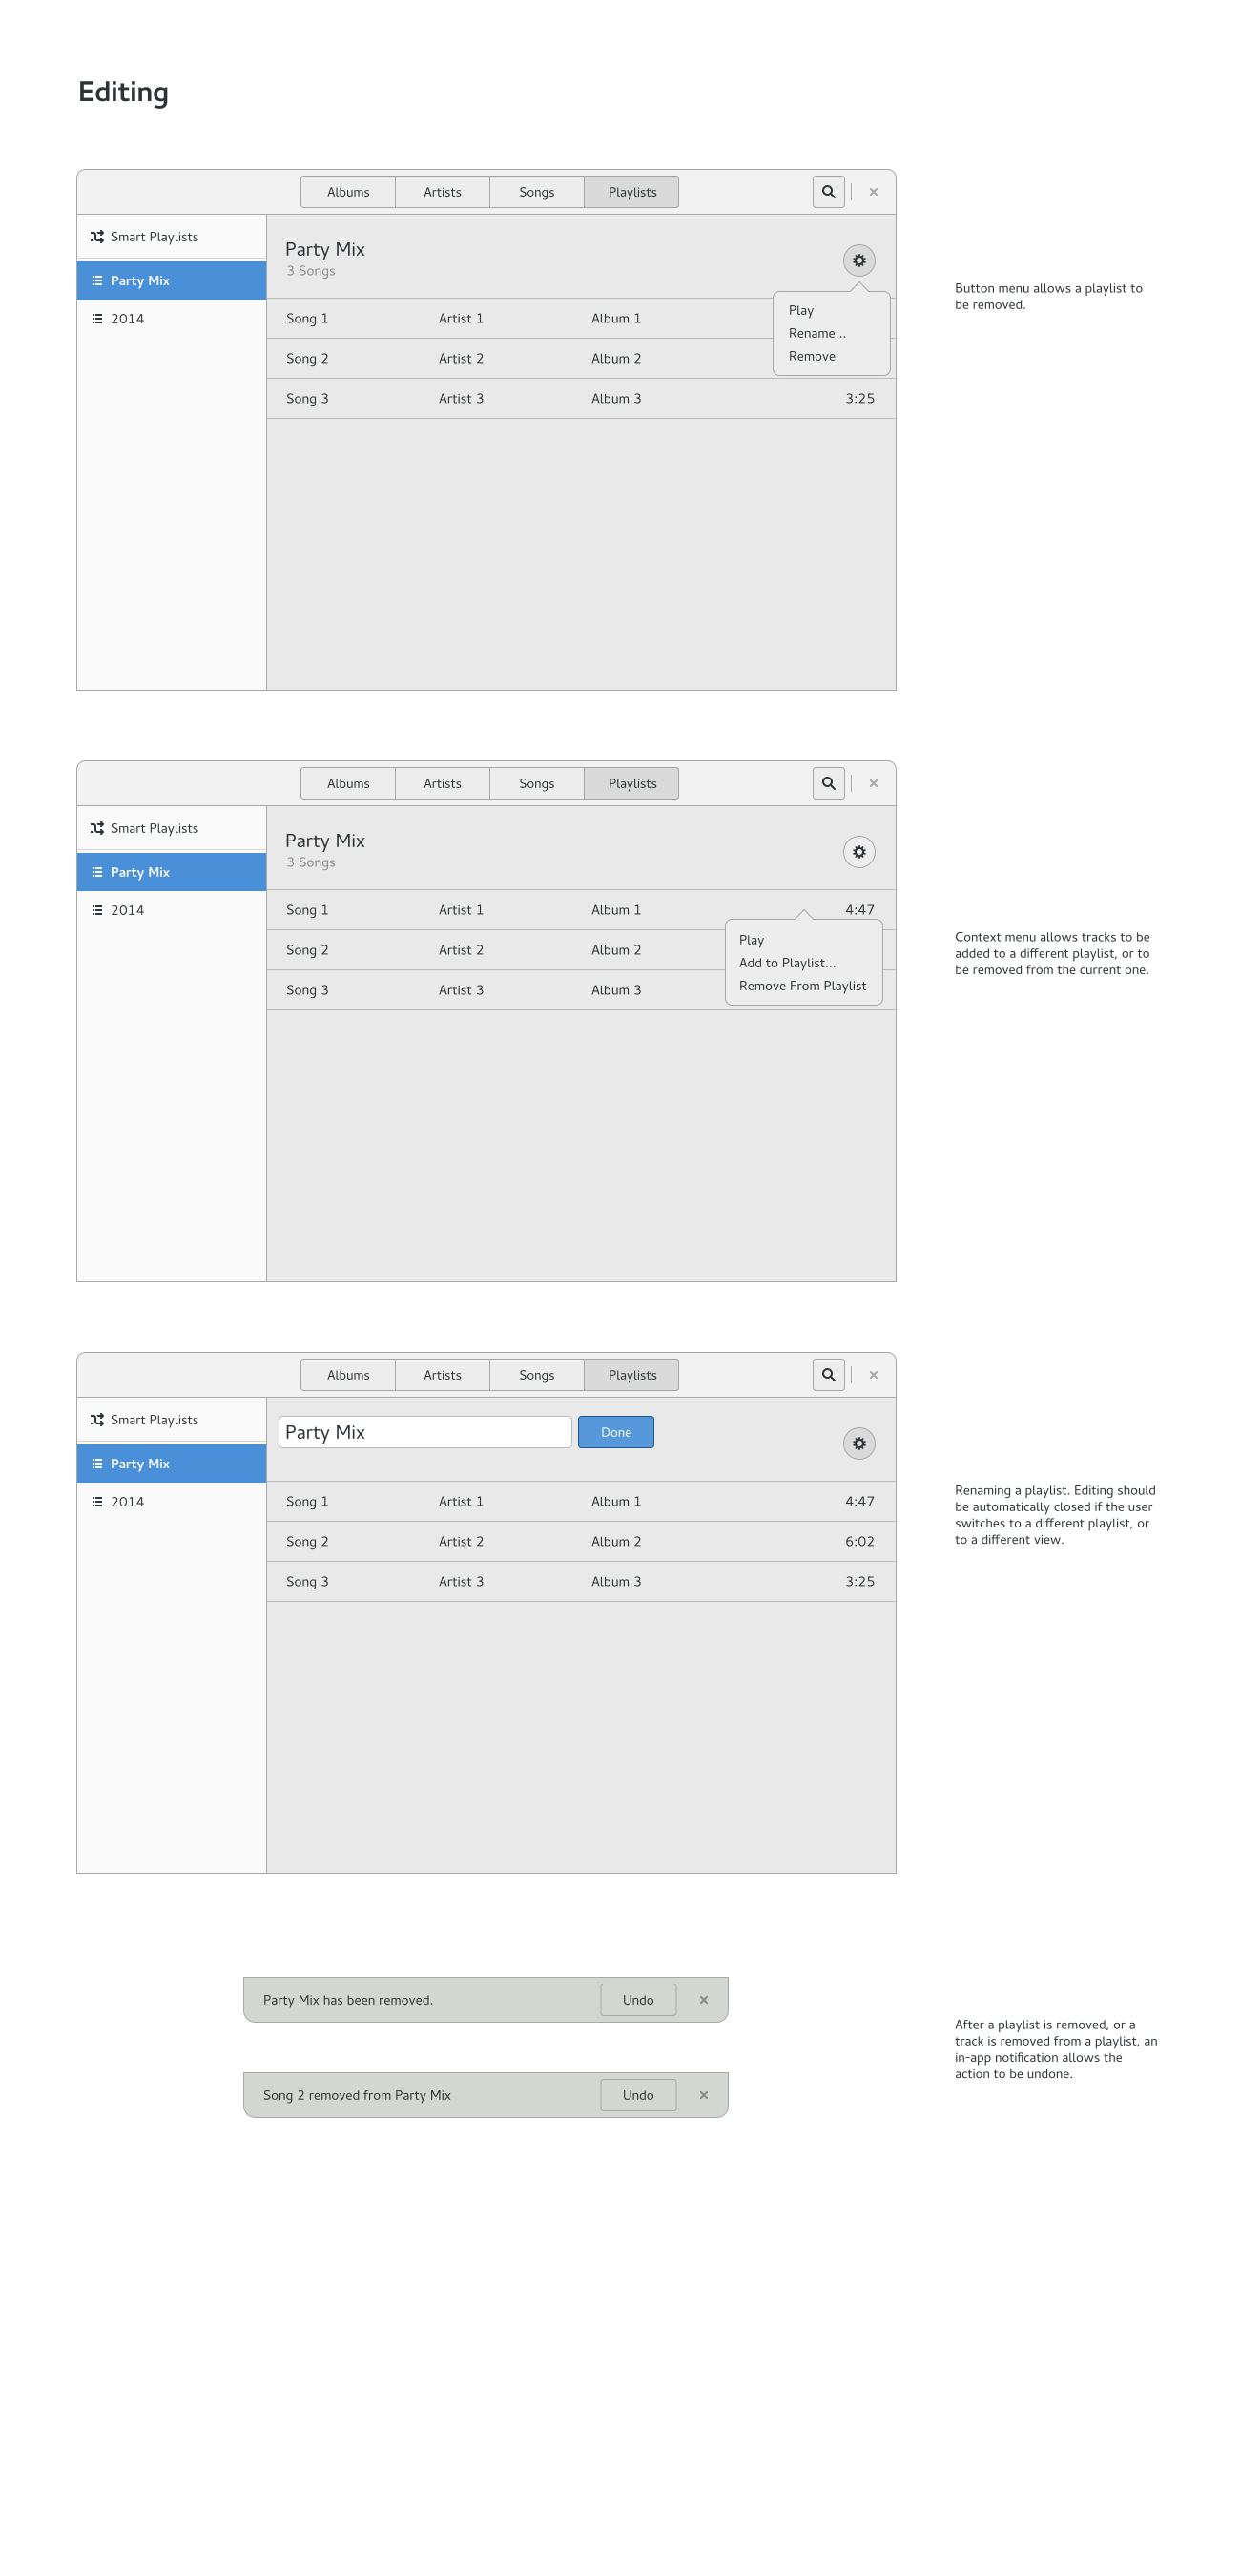 Editing
Albums Artists Songs Playlists
Smart Playlists
Party Mix
2014
Party Mix
3 Songs
Song 1 Artist 1 Album 1
Song 2 Artist 2 Album 2
Song 3 Artist 3 Album 3 3:25
Play
Rename...
Remove
Button menu allows a playlist to
be removed.
Albums Artists Songs Playlists
Smart Playlists
Party Mix
2014
Party Mix
3 Songs
Song 1 Artist 1 Album 1 4:47
Song 2 Artist 2 Album 2
Song 3 Artist 3 Album 3
Play
Add to Playlist...
Remove From Playlist
Context menu allows tracks to be
added to a different playlist, or to
be removed from the current one.
Albums Artists Songs Playlists
Smart Playlists
Party Mix
2014
Party Mix Done
Song 1 Artist 1 Album 1 4:47
Song 2 Artist 2 Album 2 6:02
Song 3 Artist 3 Album 3 3:25
Renaming a playlist. Editing should
be automatically closed if the user
switches to a different playlist, or
to a different view.
Party Mix has been removed. Undo
Song 2 removed from Party Mix Undo
After a playlist is removed, or a
track is removed from a playlist, an
in-app notification allows the
action to be undone.